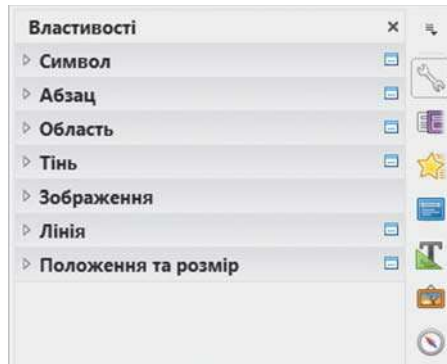 Властивості
Символ
Абзац
Область
Тінь
Зображення
Лінія
Положення та розмір